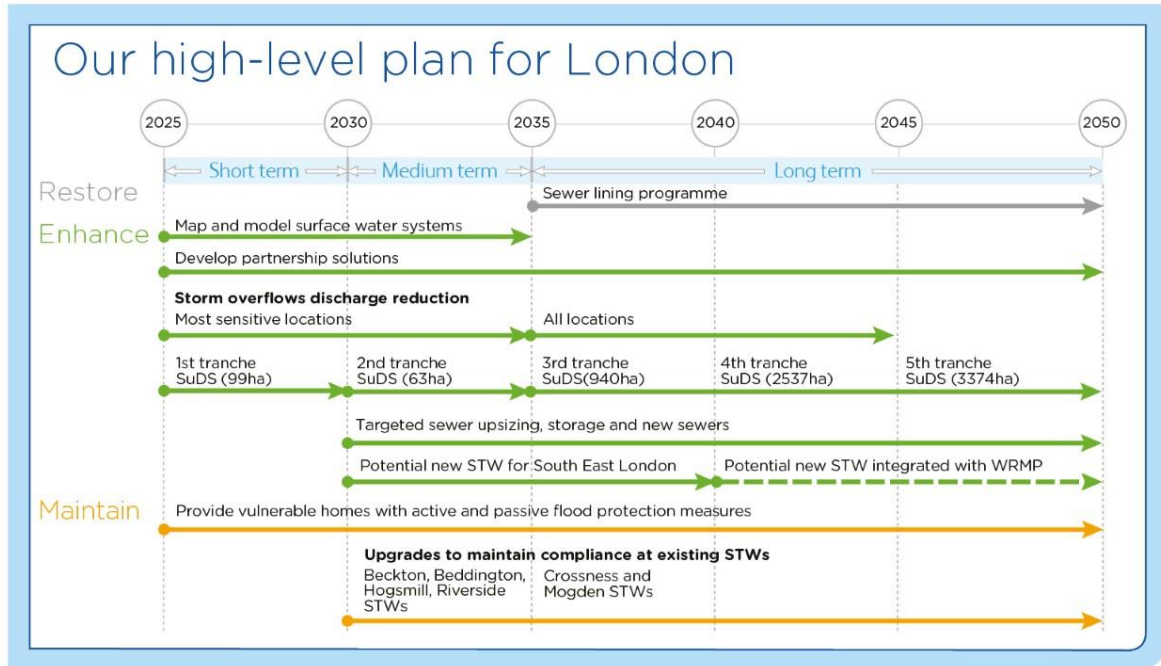 Our high-level plan for London
2025 2030 2035 2040 2045 2050
Short term Medium term Long term
Restore
Sewer lining programme
Enhance
Map and model surface water systems
Develop partnership solutions
Storm overflows discharge reduction
Most sensitive locations All locations
1st tranche 2nd tranche 3rd tranche 4th tranche 5th tranche
SuDS (99ha) SuDS (63ha) SuDS(940ha) SuDS (2537ha) SuDS (3374ha)
Targeted sewer upsizing, storage and new sewers
Potential new STW for South East London Potential new STW integrated with WRMP
Maintain
Provide vulnerable homes with active and passive flood protection measures
Upgrades to maintain compliance at existing STWs
Beckton, Beddington, Crossness and
Hogsmill, Riverside Mogden STWs
STWs